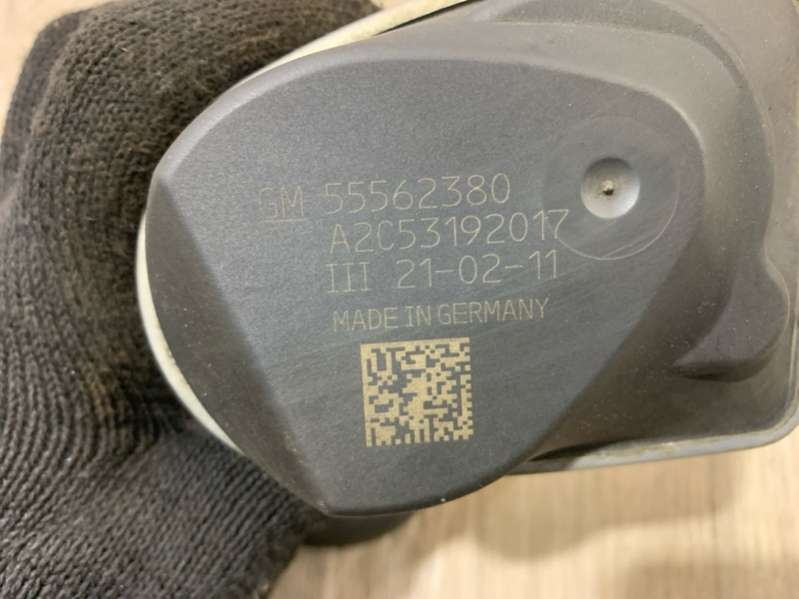 GM 55562380
A2C53192017
III 21-02-11
MADE IN GERMANY